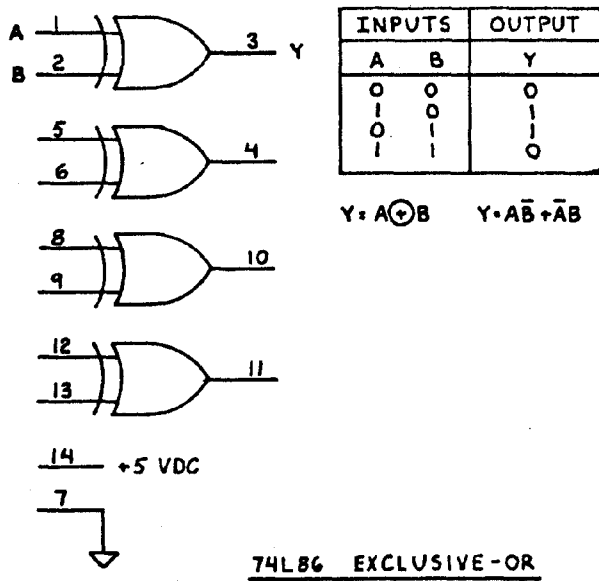 A 1
B 2
3 Y
5
6
4
8
9
10
12
13
11
14 +5 VDC
7
INPUTS OUTPUT
A B Y
0 0 0
1 0 1
0 1 1
1 1 0
Y = A⊕B Y = AB̅ + A̅B
74L86 EXCLUSIVE-OR